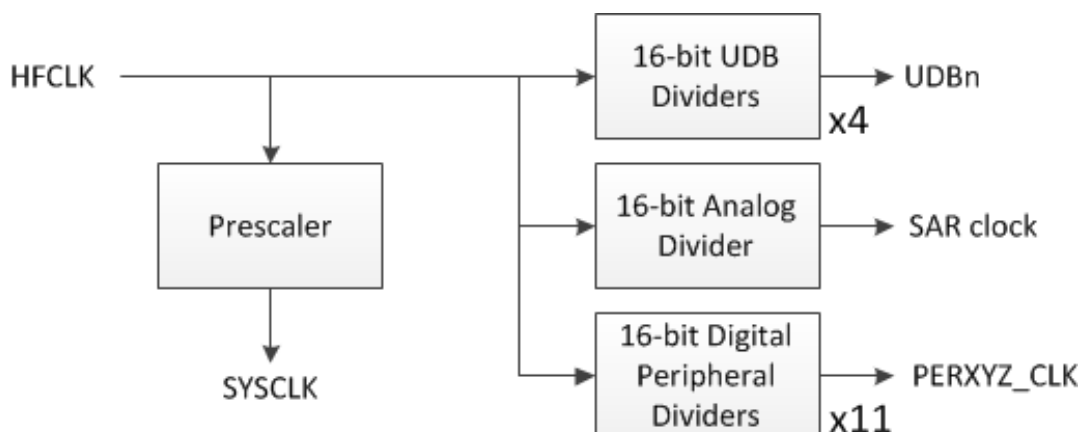 HFCLK
16-bit UDB
Dividers
UDBn
x4
Prescaler
16-bit Analog
Divider
SAR clock
SYSCLK
16-bit Digital
Peripheral
Dividers
PERXYZ_CLK
x11